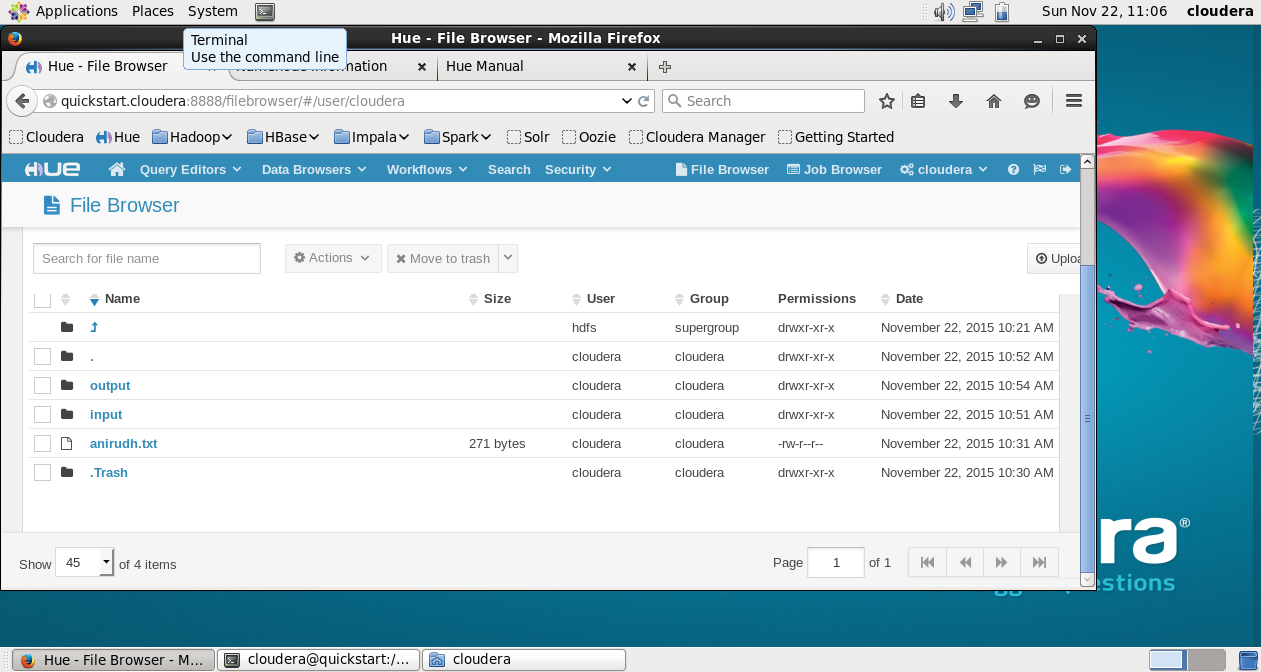 Applications Places System Sun Nov 22, 11:06 cloudera
Terminal
Use the command line
Hue - File Browser - Mozilla Firefox
Hue - File Browser Information Hue Manual
quickstart.cloudera:8888/filebrowser/#/user/cloudera Search
Cloudera Hue Hadoop HBase Impala Spark Solr Oozie Cloudera Manager Getting Started
HUE Query Editors Data Browsers Workflows Search Security File Browser Job Browser cloudera
File Browser
Search for file name Actions Move to trash Uploa
Name Size User Group Permissions Date
hdfs supergroup drwxr-xr-x November 22, 2015 10:21 AM
. cloudera cloudera drwxr-xr-x November 22, 2015 10:52 AM
output cloudera cloudera drwxr-xr-x November 22, 2015 10:54 AM
input cloudera cloudera drwxr-xr-x November 22, 2015 10:51 AM
anirudh.txt 271 bytes cloudera cloudera -rw-r--r-- November 22, 2015 10:31 AM
.Trash cloudera cloudera drwxr-xr-x November 22, 2015 10:30 AM
era®
estions
Show 45 of 4 items Page 1 of 1
Hue - File Browser - M... cloudera@quickstart:/... cloudera